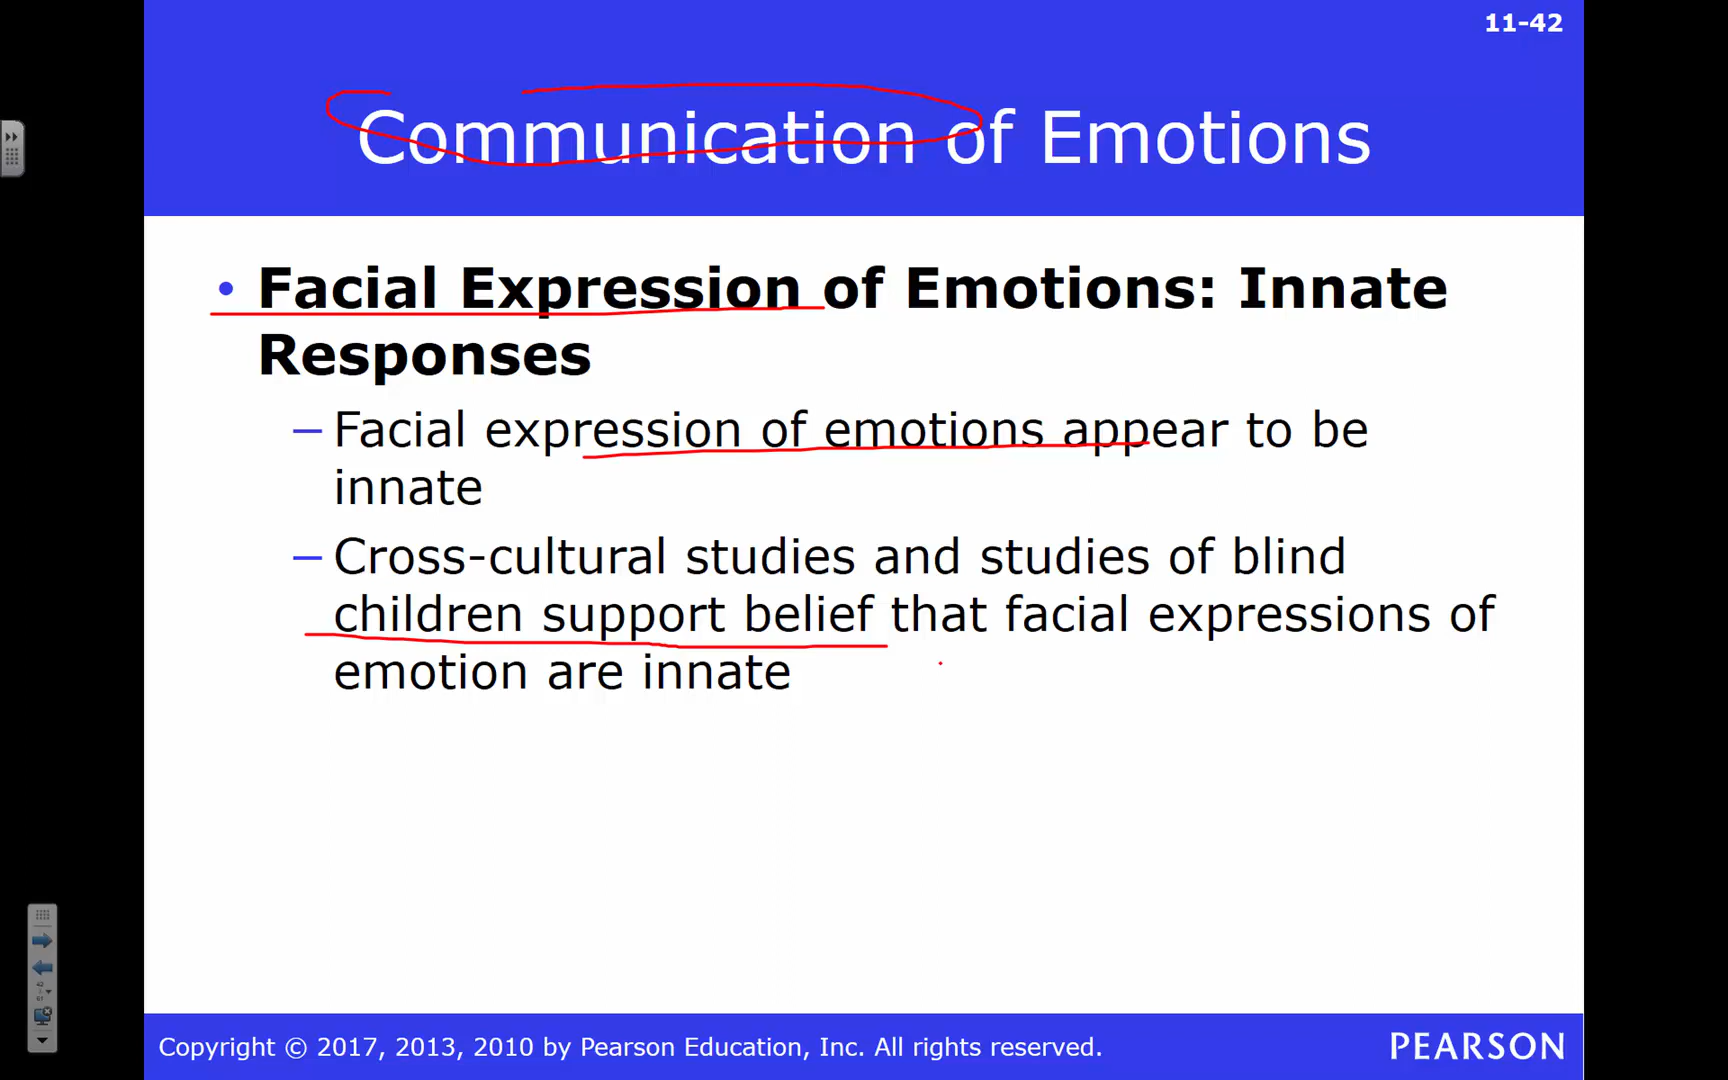 11-42
Communication of Emotions
• Facial Expression of Emotions: Innate
Responses
– Facial expression of emotions appear to be
innate
– Cross-cultural studies and studies of blind
children support belief that facial expressions of
emotion are innate
Copyright © 2017, 2013, 2010 by Pearson Education, Inc. All rights reserved.
PEARSON